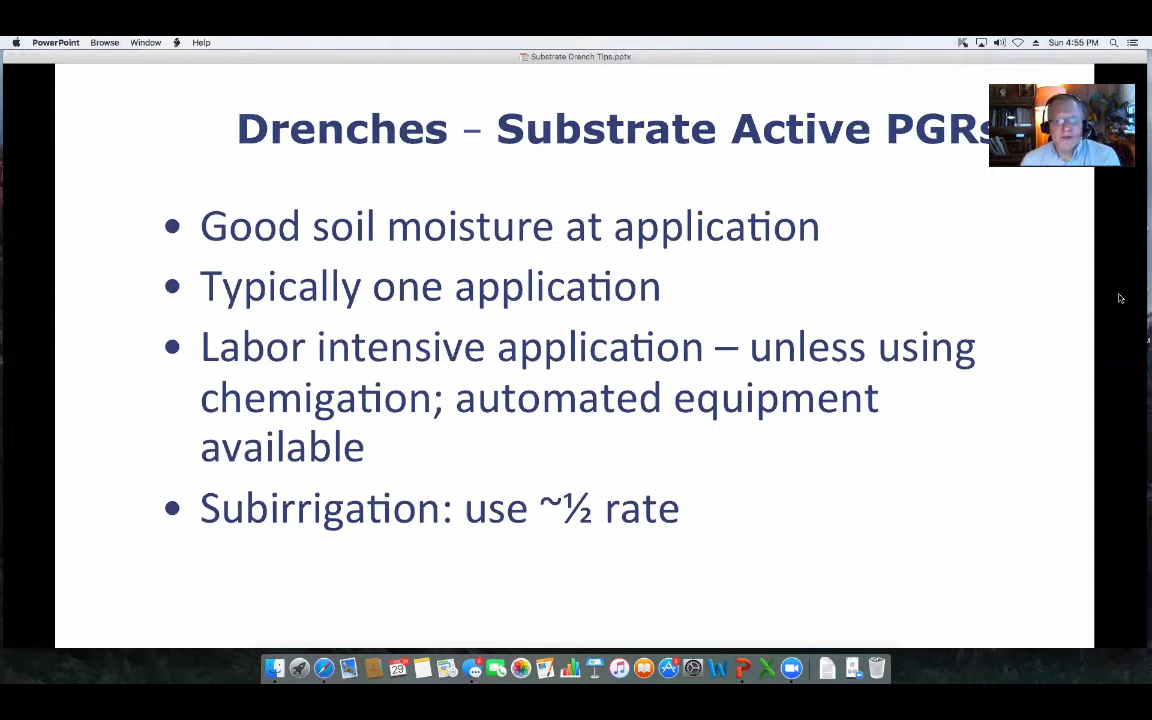 PowerPoint Browse Window Help Sun 4:55 PM
Substrate Drench Tips.pptx
Drenches – Substrate Active PGRs
• Good soil moisture at application
• Typically one application
• Labor intensive application – unless using
chemigation; automated equipment
available
• Subirrigation: use ~½ rate
29